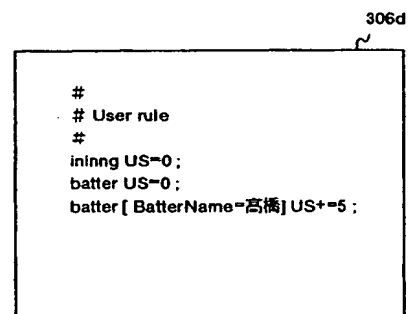 306d
#
# User rule
#
ininng US=0 ;
batter US=0 ;
batter [ BatterName=高橋] US+=5 ;